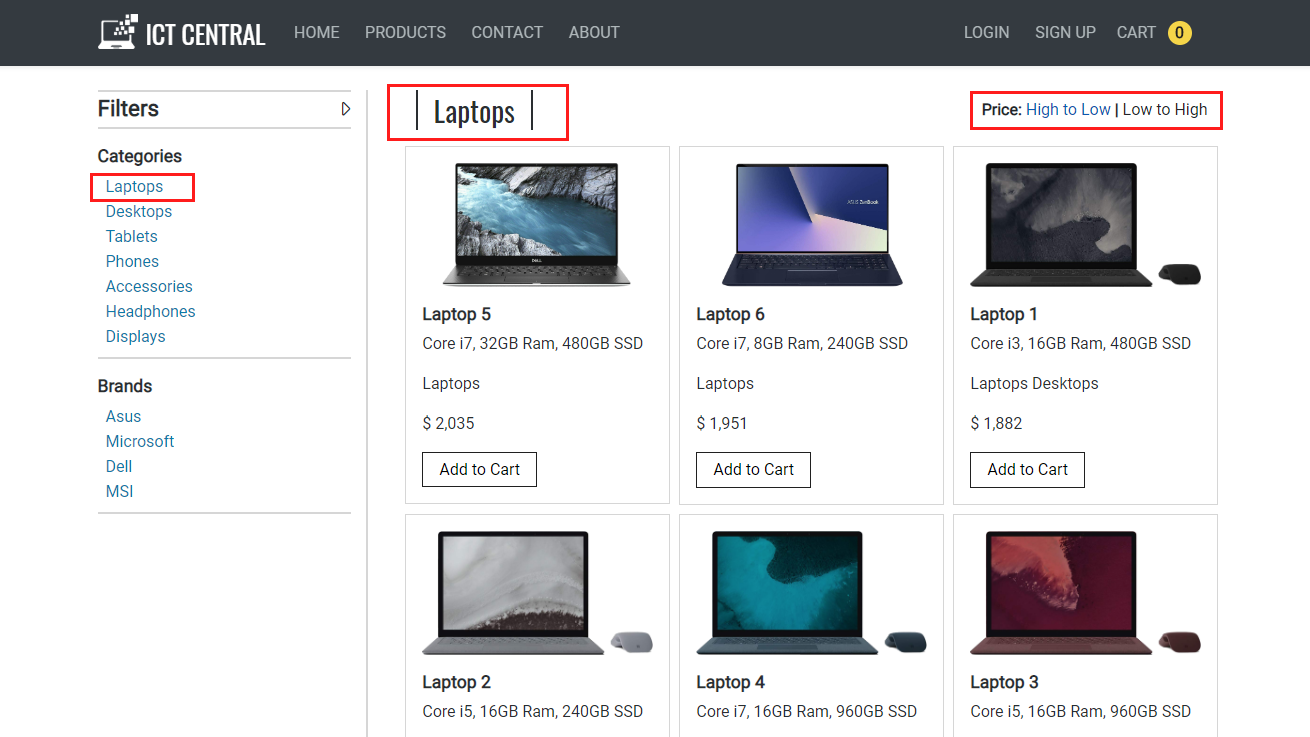 ICT CENTRAL HOME PRODUCTS CONTACT ABOUT LOGIN SIGN UP CART 0
Filters
Categories
Laptops
Desktops
Tablets
Phones
Accessories
Headphones
Displays
Brands
Asus
Microsoft
Dell
MSI
Laptops
Price: High to Low | Low to High
DELL
ASUS ZenBook
Laptop 5
Core i7, 32GB Ram, 480GB SSD
Laptops
$ 2,035
Add to Cart
Laptop 6
Core i7, 8GB Ram, 240GB SSD
Laptops
$ 1,951
Add to Cart
Laptop 1
Core i3, 16GB Ram, 480GB SSD
Laptops Desktops
$ 1,882
Add to Cart
Laptop 2
Core i5, 16GB Ram, 240GB SSD
Laptop 4
Core i7, 16GB Ram, 960GB SSD
Laptop 3
Core i5, 16GB Ram, 960GB SSD